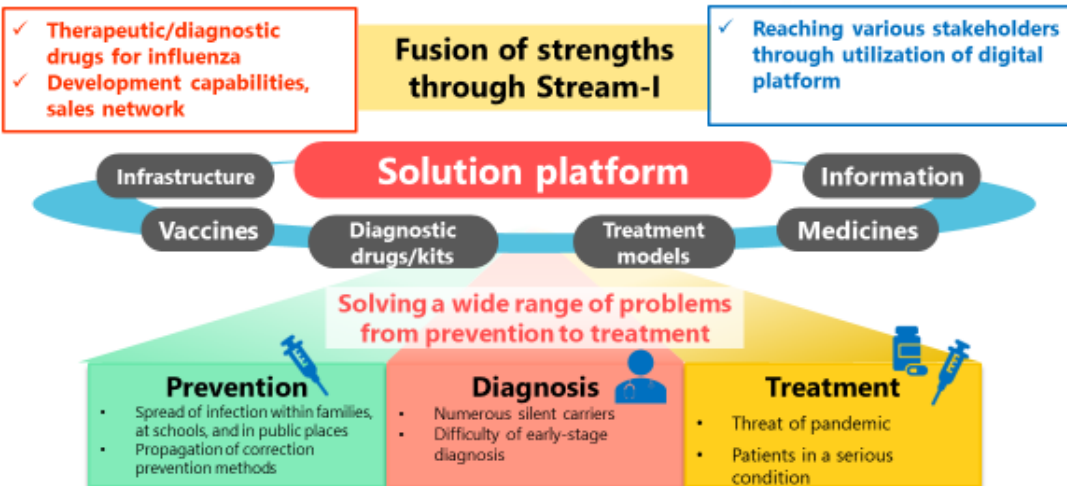 ✓ Therapeutic/diagnostic
drugs for influenza
✓ Development capabilities,
sales network
Fusion of strengths
through Stream-I
✓ Reaching various stakeholders
through utilization of digital
platform
Solution platform
Infrastructure
Information
Vaccines
Diagnostic
drugs/kits
Treatment
models
Medicines
Solving a wide range of problems
from prevention to treatment
Prevention
• Spread of infection within families,
at schools, and in public places
• Propagation of correction
prevention methods
Diagnosis
• Numerous silent carriers
• Difficulty of early-stage
diagnosis
Treatment
• Threat of pandemic
• Patients in a serious
condition